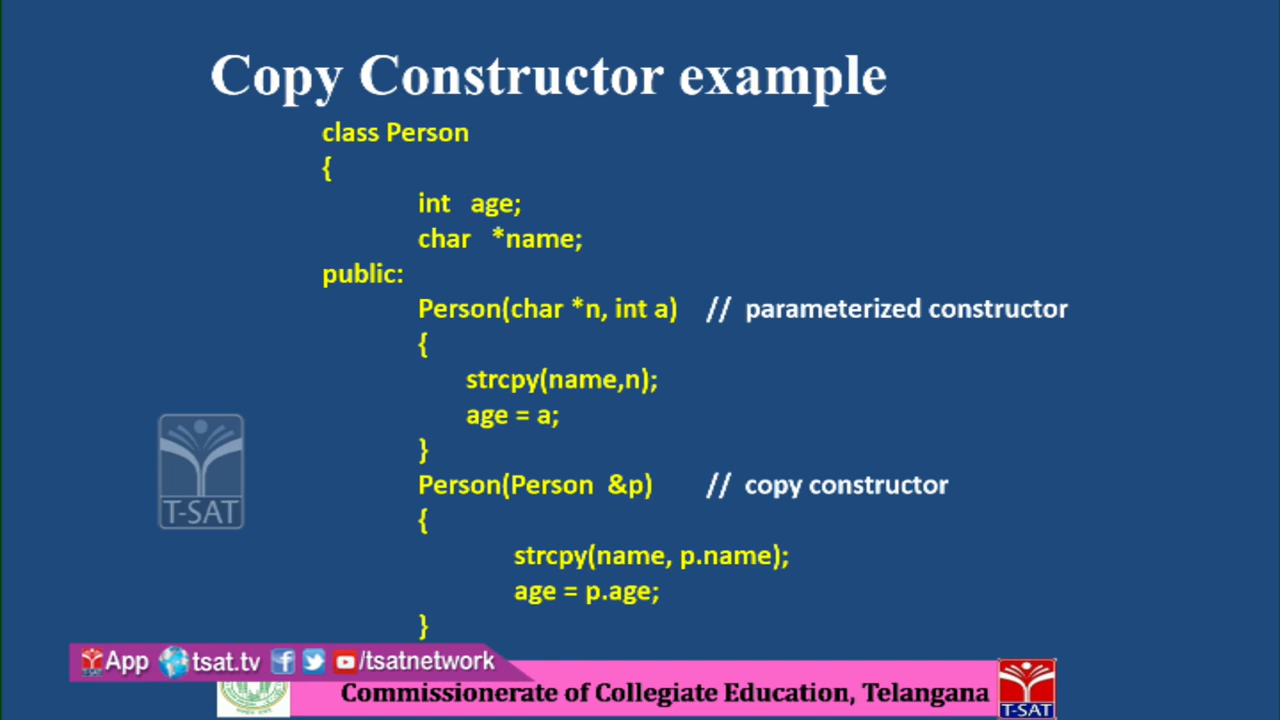 Copy Constructor example
class Person
{
int age;
char *name;
public:
Person(char *n, int a) // parameterized constructor
{
strcpy(name,n);
age = a;
}
Person(Person &p) // copy constructor
{
strcpy(name, p.name);
age = p.age;
}
T-SAT
App tsat.tv /tsatnetwork
Commissionerate of Collegiate Education, Telangana
T-SAT